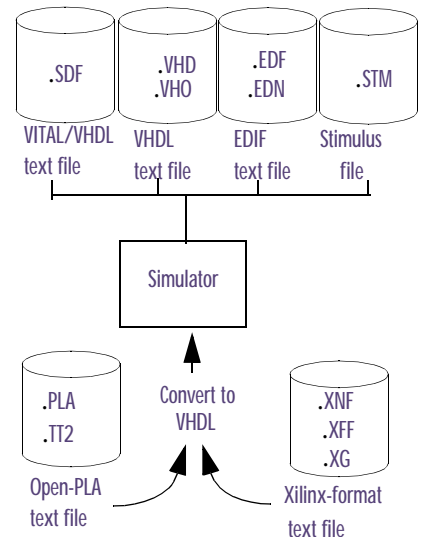 .SDF
.VHD
.VHO
.EDF
.EDN
.STM
VITAL/VHDL
text file
VHDL
text file
EDIF
text file
Stimulus
file
Simulator
.PLA
.TT2
Convert to
VHDL
.XNF
.XFF
.XG
Open-PLA
text file
Xilinx-format
text file